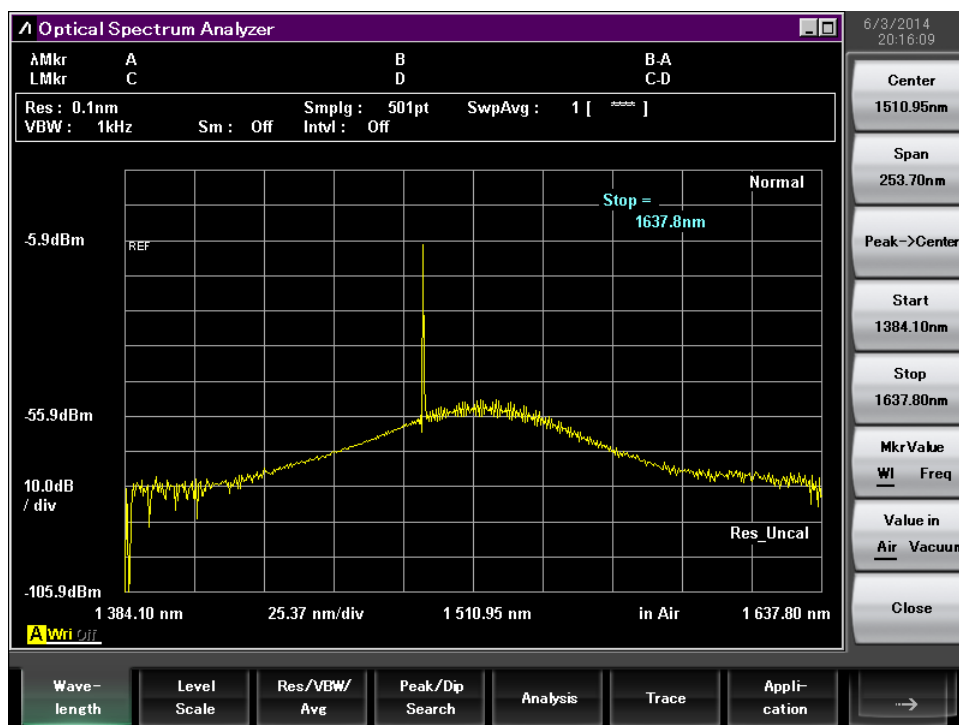 Optical Spectrum Analyzer
6/3/2014
20:16:09
λMkr A B B-A
LMkr C D C-D
Res : 0.1nm Smplg : 501pt SwpAvg : 1 [ **** ]
VBW : 1kHz Sm : Off Intvl : Off
Normal
Stop =
1637.8nm
-5.9dBm
REF
-55.9dBm
10.0dB
/ div
Res_Uncal
-105.9dBm
1 384.10 nm 25.37 nm/div 1 510.95 nm in Air 1 637.80 nm
A Wri Off
Center
1510.95nm
Span
253.70nm
Peak->Center
Start
1384.10nm
Stop
1637.80nm
MkrValue
Wl Freq
Value in
Air Vacuum
Close
Wave-
length
Level
Scale
Res/VBW/
Avg
Peak/Dip
Search
Analysis
Trace
Appli-
cation